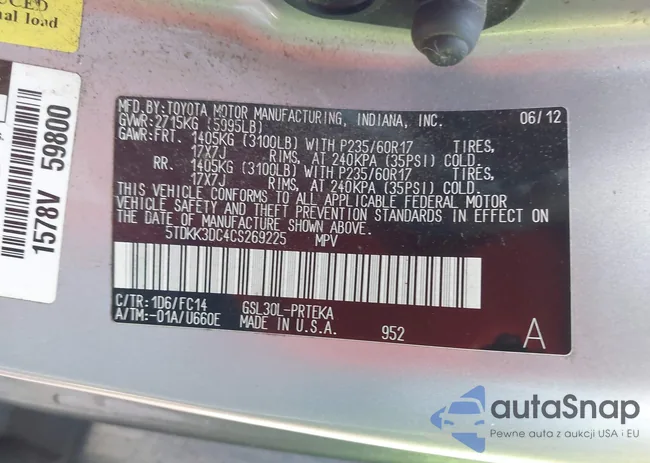 UCED
nal load
1578V 59800
MFD.BY:TOYOTA MOTOR MANUFACTURING, INDIANA, INC. 06/12
GVWR:2715KG (5995LB)
GAWR:FRT. 1405KG (3100LB) WITH P235/60R17 TIRES,
17X7J RIMS, AT 240KPA (35PSI) COLD.
RR. 1405KG (3100LB) WITH P235/60R17 TIRES,
17X7J RIMS, AT 240KPA (35PSI) COLD.
THIS VEHICLE CONFORMS TO ALL APPLICABLE FEDERAL MOTOR
VEHICLE SAFETY AND THEFT PREVENTION STANDARDS IN EFFECT ON
THE DATE OF MANUFACTURE SHOWN ABOVE.
5TDKK3DC4CS269225 MPV
C/TR: 1D6/FC14 GSL30L-PRTEKA
A/TM:-01A/U660E MADE IN U.S.A. 952 A
autaSnap
Pewne auta z aukcji USA i EU